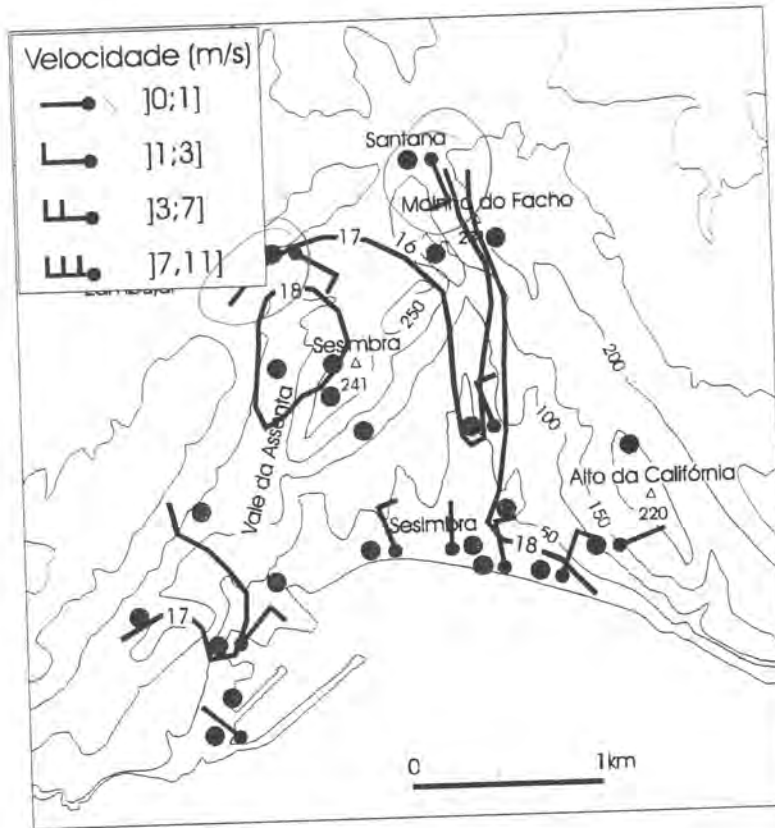 Velocidade (m/s)
]0;1]
]1;3]
]3;7]
]7,11]
Santana
Mainha do Facho
17
16
18
250
Sesimbra
241
200
100
Vale da Assenta
Alto da Califórnia
150
220
Sesimbra
18
50
17
0
1km